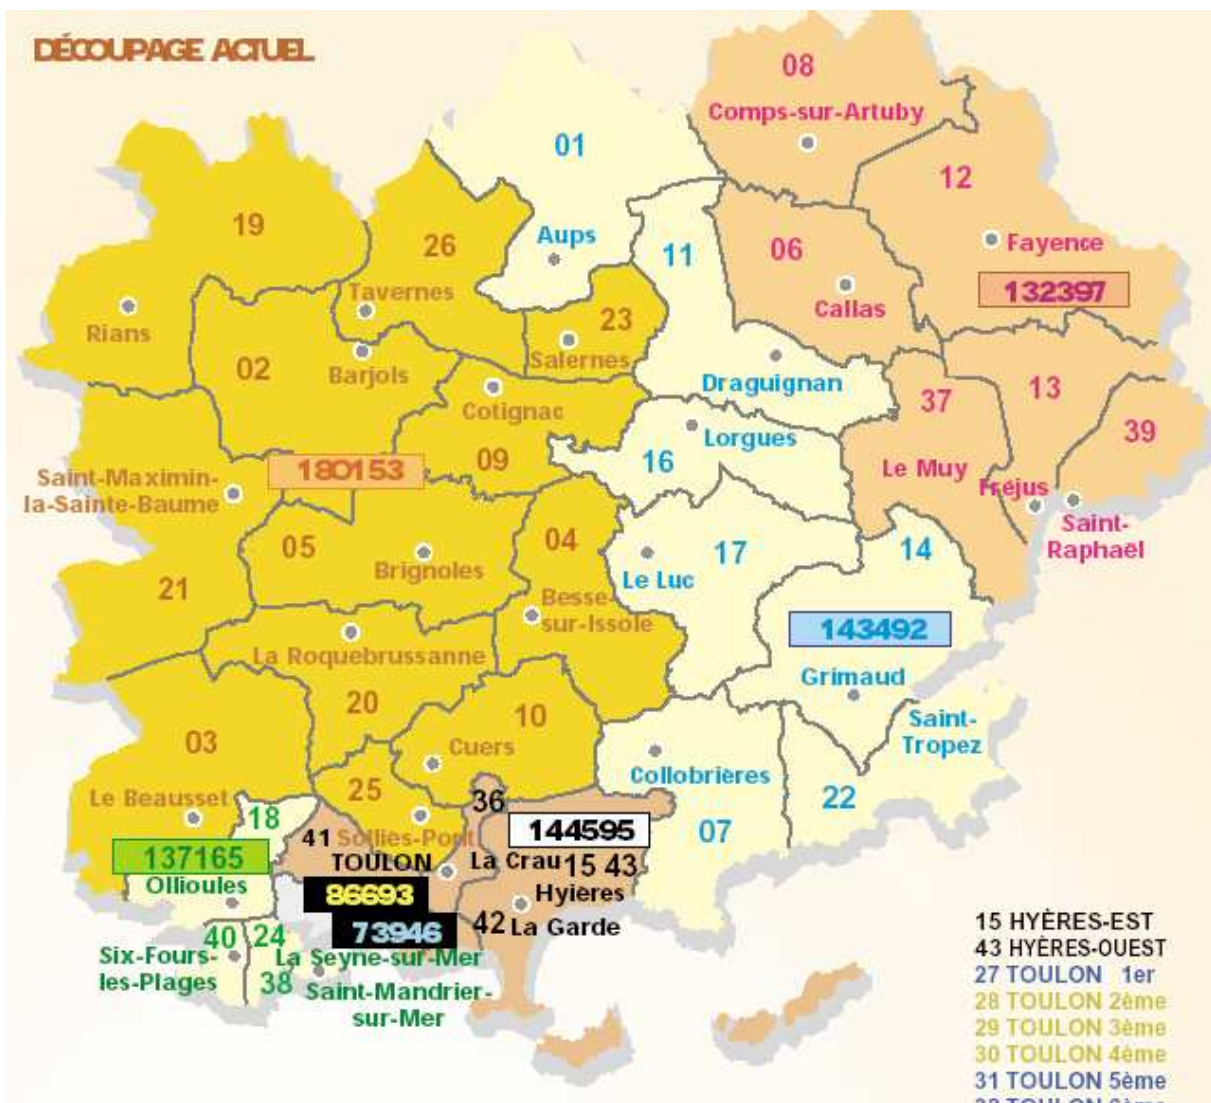 DÉCOUPAGE ACTUEL
08
Comps-sur-Artuby
01
12
19
26
Aups
11
06
Fayence
Tavernes
132397
Rians
23
Callas
Salernes
02
Barjols
Draguignan
13
Cotignac
37
39
Lorgues
Saint-Maximin-
la-Sainte-Baume
180153
09
16
Le Muy
Fréjus
Saint-
Raphaël
05
Brignoles
04
Le Luc
17
14
21
Besse-
sur-Issole
143492
La Roquebrussanne
Grimaud
20
10
Saint-
Tropez
03
Cuers
Collobrières
Le Beausset
25
36
22
18
41
Solliès-Pont
144595
07
137165
TOULON
La Crau
15 43
Ollioules
86693
Hyières
73946
42
La Garde
40
24
Six-Fours-
les-Plages
La Seyne-sur-Mer
38
Saint-Mandrier-
sur-Mer
15 HYÈRES-EST
43 HYÈRES-OUEST
27 TOULON 1er
28 TOULON 2ème
29 TOULON 3ème
30 TOULON 4ème
31 TOULON 5ème